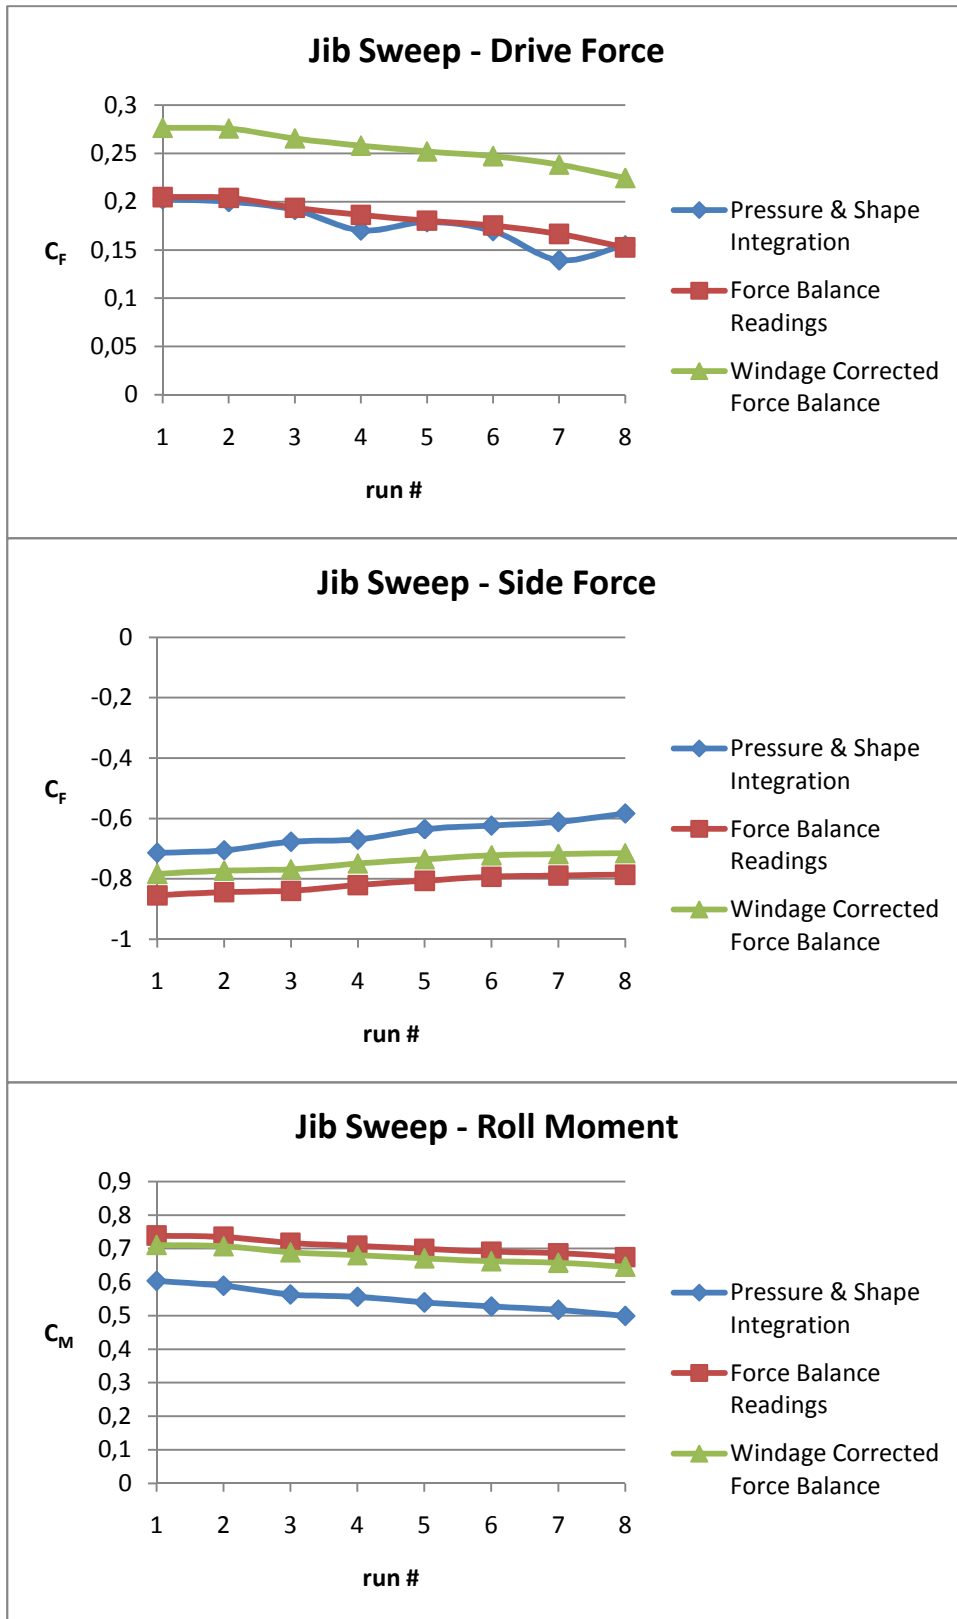 Jib Sweep - Drive Force
0,3
0,25
0,2
0,15
0,1
0,05
0
C_F
1 2 3 4 5 6 7 8
run #
Pressure & Shape
Integration
Force Balance
Readings
Windage Corrected
Force Balance
Jib Sweep - Side Force
0
-0,2
-0,4
-0,6
-0,8
-1
C_F
1 2 3 4 5 6 7 8
run #
Pressure & Shape
Integration
Force Balance
Readings
Windage Corrected
Force Balance
Jib Sweep - Roll Moment
0,9
0,8
0,7
0,6
0,5
0,4
0,3
0,2
0,1
0
C_M
1 2 3 4 5 6 7 8
run #
Pressure & Shape
Integration
Force Balance
Readings
Windage Corrected
Force Balance